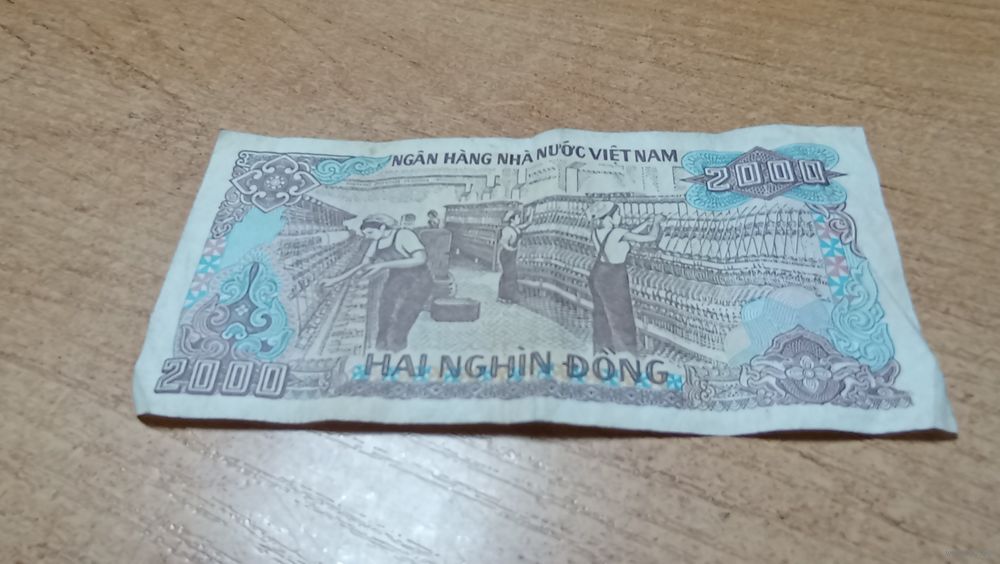 NGÂN HÀNG NHÀ NƯỚC VIỆT NAM
2000
HAI NGHÌN ĐỒNG
2000